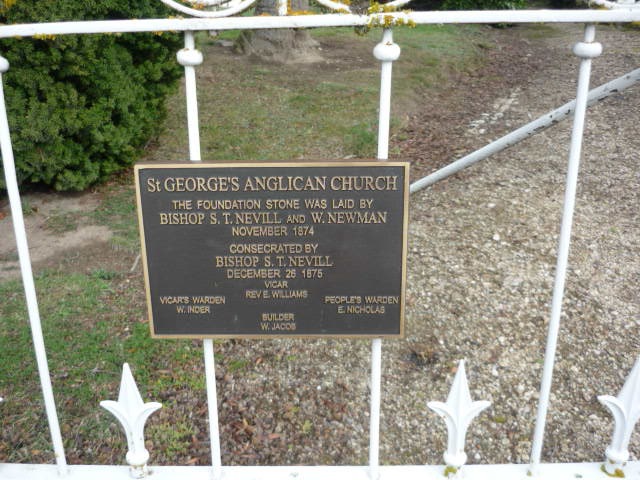 St GEORGE'S ANGLICAN CHURCH
THE FOUNDATION STONE WAS LAID BY
BISHOP S. T. NEVILL AND W. NEWMAN
NOVEMBER 1874
CONSECRATED BY
BISHOP S. T. NEVILL
DECEMBER 26 1875
VICAR
REV E. WILLIAMS
VICAR'S WARDEN
W. INDER
PEOPLE'S WARDEN
E. NICHOLAS
BUILDER
W. JACOB